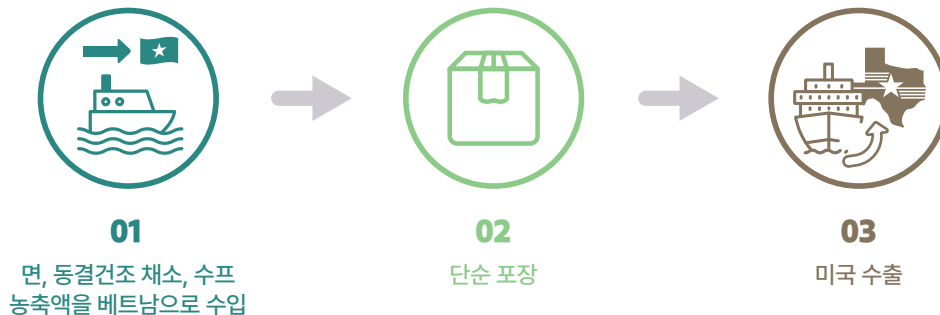 01
면, 동결건조 채소, 수프
농축액을 베트남으로 수입
02
단순 포장
03
미국 수출